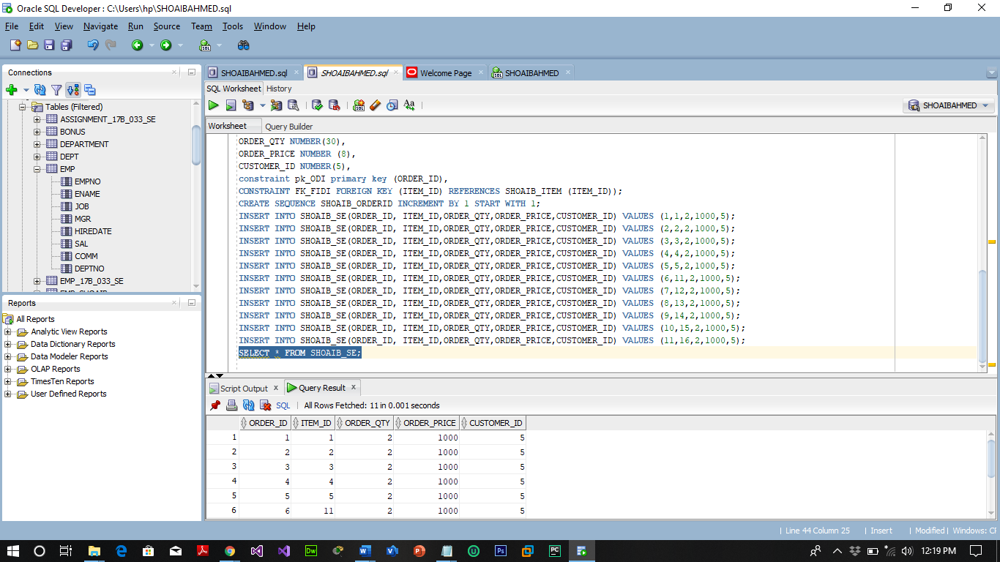 Oracle SQL Developer : C:\Users\hp\SHOAIBAHMED.sql
File Edit View Navigate Run Source Team Tools Window Help
Connections
Tables (Filtered)
ASSIGNMENT_17B_033_SE
BONUS
DEPARTMENT
DEPT
EMP
EMPNO
ENAME
JOB
MGR
HIREDATE
SAL
COMM
DEPTNO
EMP_17B_033_SE
Reports
All Reports
Analytic View Reports
Data Dictionary Reports
Data Modeler Reports
OLAP Reports
TimesTen Reports
User Defined Reports
SHOAIBAHMED.sql SHOAIBAHMED.sql Welcome Page SHOAIBAHMED
SQL Worksheet History
SHOAIBAHMED
Worksheet Query Builder
ORDER_QTY NUMBER(30),
ORDER_PRICE NUMBER (8),
CUSTOMER_ID NUMBER(5),
constraint pk_ODI primary key (ORDER_ID),
CONSTRAINT FK_FIDI FOREIGN KEY (ITEM_ID) REFERENCES SHOAIB_ITEM (ITEM_ID));
CREATE SEQUENCE SHOAIB_ORDERID INCREMENT BY 1 START WITH 1;
INSERT INTO SHOAIB_SE(ORDER_ID, ITEM_ID,ORDER_QTY,ORDER_PRICE,CUSTOMER_ID) VALUES (1,1,2,1000,5);
INSERT INTO SHOAIB_SE(ORDER_ID, ITEM_ID,ORDER_QTY,ORDER_PRICE,CUSTOMER_ID) VALUES (2,2,2,1000,5);
INSERT INTO SHOAIB_SE(ORDER_ID, ITEM_ID,ORDER_QTY,ORDER_PRICE,CUSTOMER_ID) VALUES (3,3,2,1000,5);
INSERT INTO SHOAIB_SE(ORDER_ID, ITEM_ID,ORDER_QTY,ORDER_PRICE,CUSTOMER_ID) VALUES (4,4,2,1000,5);
INSERT INTO SHOAIB_SE(ORDER_ID, ITEM_ID,ORDER_QTY,ORDER_PRICE,CUSTOMER_ID) VALUES (5,5,2,1000,5);
INSERT INTO SHOAIB_SE(ORDER_ID, ITEM_ID,ORDER_QTY,ORDER_PRICE,CUSTOMER_ID) VALUES (6,11,2,1000,5);
INSERT INTO SHOAIB_SE(ORDER_ID, ITEM_ID,ORDER_QTY,ORDER_PRICE,CUSTOMER_ID) VALUES (7,12,2,1000,5);
INSERT INTO SHOAIB_SE(ORDER_ID, ITEM_ID,ORDER_QTY,ORDER_PRICE,CUSTOMER_ID) VALUES (8,13,2,1000,5);
INSERT INTO SHOAIB_SE(ORDER_ID, ITEM_ID,ORDER_QTY,ORDER_PRICE,CUSTOMER_ID) VALUES (9,14,2,1000,5);
INSERT INTO SHOAIB_SE(ORDER_ID, ITEM_ID,ORDER_QTY,ORDER_PRICE,CUSTOMER_ID) VALUES (10,15,2,1000,5);
INSERT INTO SHOAIB_SE(ORDER_ID, ITEM_ID,ORDER_QTY,ORDER_PRICE,CUSTOMER_ID) VALUES (11,16,2,1000,5);
SELECT * FROM SHOAIB_SE;
Script Output Query Result
SQL All Rows Fetched: 11 in 0.001 seconds
ORDER_ID ITEM_ID ORDER_QTY ORDER_PRICE CUSTOMER_ID
1 1 1 2 1000 5
2 2 2 2 1000 5
3 3 3 2 1000 5
4 4 4 2 1000 5
5 5 5 2 1000 5
6 6 11 2 1000 5
Line 44 Column 25 Insert Modified Windows: CF
12:19 PM